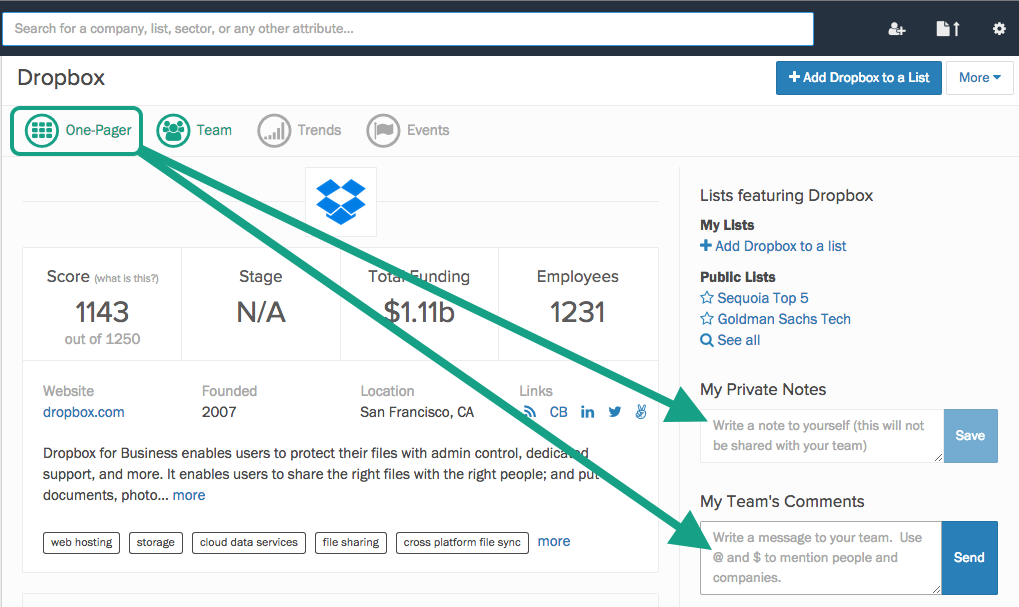 Search for a company, list, sector, or any other attribute...
Dropbox
Add Dropbox to a List
More
One-Pager
Team
Trends
Events
Score (what is this?)
1143
out of 1250
Stage
N/A
Total Funding
$1.11b
Employees
1231
Website
dropbox.com
Founded
2007
Location
San Francisco, CA
Links
CB
in
Dropbox for Business enables users to protect their files with admin control, dedicated
support, and more. It enables users to share the right files with the right people; and put
documents, photo... more
web hosting
storage
cloud data services
file sharing
cross platform file sync
more
Lists featuring Dropbox
My Lists
Add Dropbox to a list
Public Lists
Sequoia Top 5
Goldman Sachs Tech
See all
My Private Notes
Write a note to yourself (this will not
be shared with your team)
Save
My Team's Comments
Write a message to your team.  Use
@ and $ to mention people and
companies.
Send